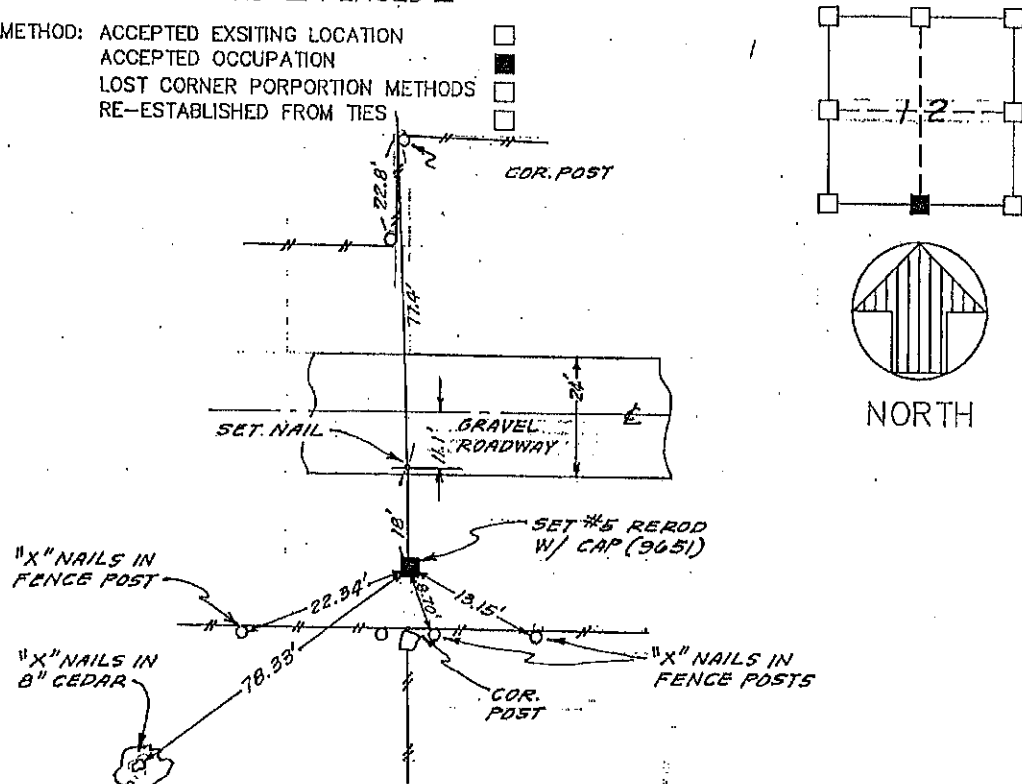 METHOD: ACCEPTED EXSITING LOCATION
ACCEPTED OCCUPATION
LOST CORNER PORPORTION METHODS
RE-ESTABLISHED FROM TIES
12
COR. POST
22.8'
77.4'
24'
NORTH
SET NAIL
GRAVEL
ROADWAY
11.1'
18'
SET #5 REROD
W/ CAP (9651)
"X" NAILS IN
FENCE POST
22.34'
8.70'
13.15'
"X" NAILS IN
8" CEDAR
78.33'
"X" NAILS IN
FENCE POSTS
COR.
POST